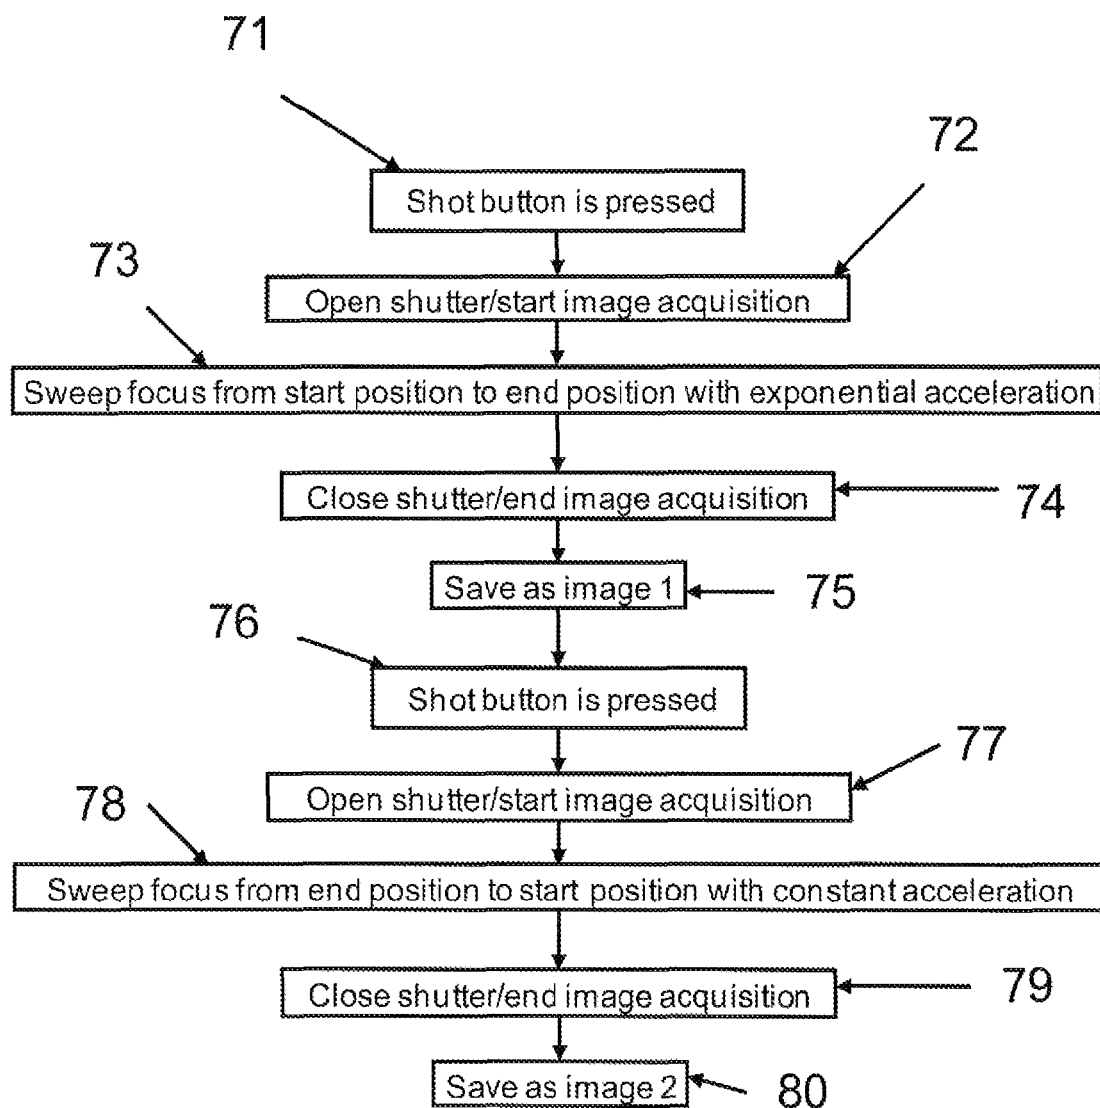 71
Shot button is pressed
72
Open shutter/start image acquisition
73
Sweep focus from start position to end position with exponential acceleration
Close shutter/end image acquisition
74
Save as image 1
75
76
Shot button is pressed
77
Open shutter/start image acquisition
78
Sweep focus from end position to start position with constant acceleration
Close shutter/end image acquisition
79
Save as image 2
80